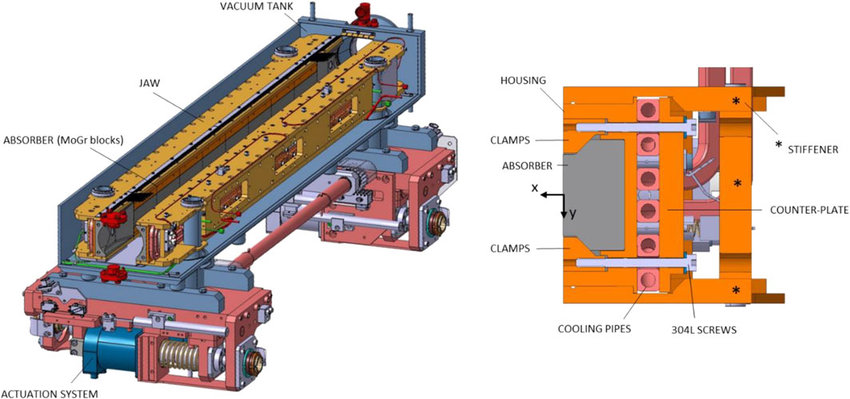 VACUUM TANK
JAW
ABSORBER (MoGr blocks)
ACTUATION SYSTEM
HOUSING
CLAMPS
ABSORBER
x
y
CLAMPS
COOLING PIPES
304L SCREWS
COUNTER-PLATE
* STIFFENER
*
*
*